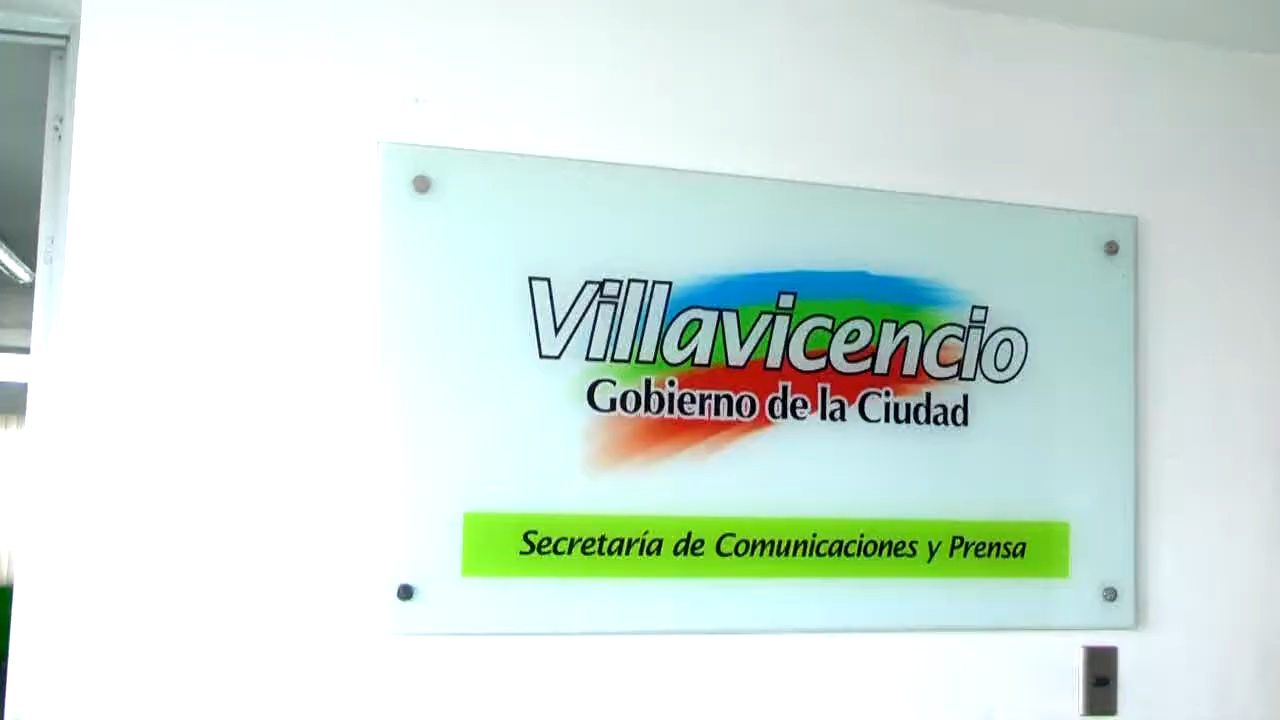 Villavicencio
Gobierno de la Ciudad
Secretaría de Comunicaciones y Prensa